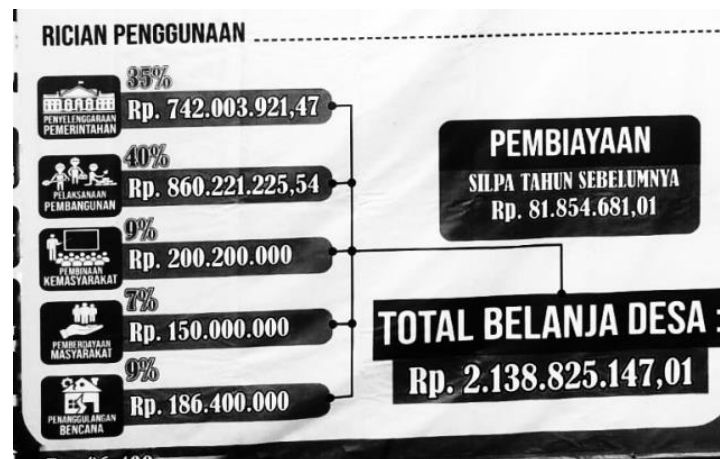 RICIAN PENGGUNAAN
35%
PENYELENGGARAAN
PEMERINTAHAN
Rp. 742.003.921,47
40%
PELAKSANAAN
PEMBANGUNAN
Rp. 860.221.225,54
9%
PEMBINAAN
KEMASYARAKAT
Rp. 200.200.000
7%
PEMBERDAYAAN
MASYARAKAT
Rp. 150.000.000
9%
PENANGGULANGAN
BENCANA
Rp. 186.400.000
PEMBIAYAAN
SILPA TAHUN SEBELUMNYA
Rp. 81.854.681,01
TOTAL BELANJA DESA :
Rp. 2.138.825.147,01